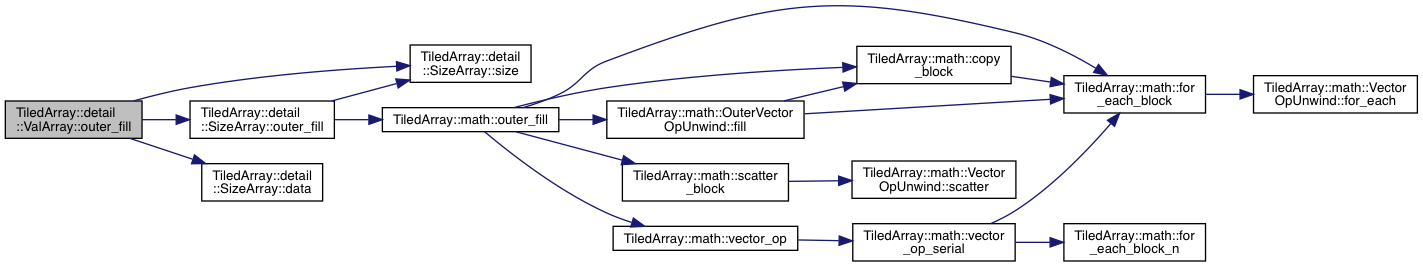 TiledArray::detail
::ValArray::outer_fill
TiledArray::detail
::SizeArray::size
TiledArray::detail
::SizeArray::outer_fill
TiledArray::detail
::SizeArray::data
TiledArray::math::outer_fill
TiledArray::math::copy
_block
TiledArray::math::OuterVector
OpUnwind::fill
TiledArray::math::scatter
_block
TiledArray::math::vector_op
TiledArray::math::Vector
OpUnwind::scatter
TiledArray::math::vector
_op_serial
TiledArray::math::for
_each_block
TiledArray::math::for
_each_block_n
TiledArray::math::Vector
OpUnwind::for_each